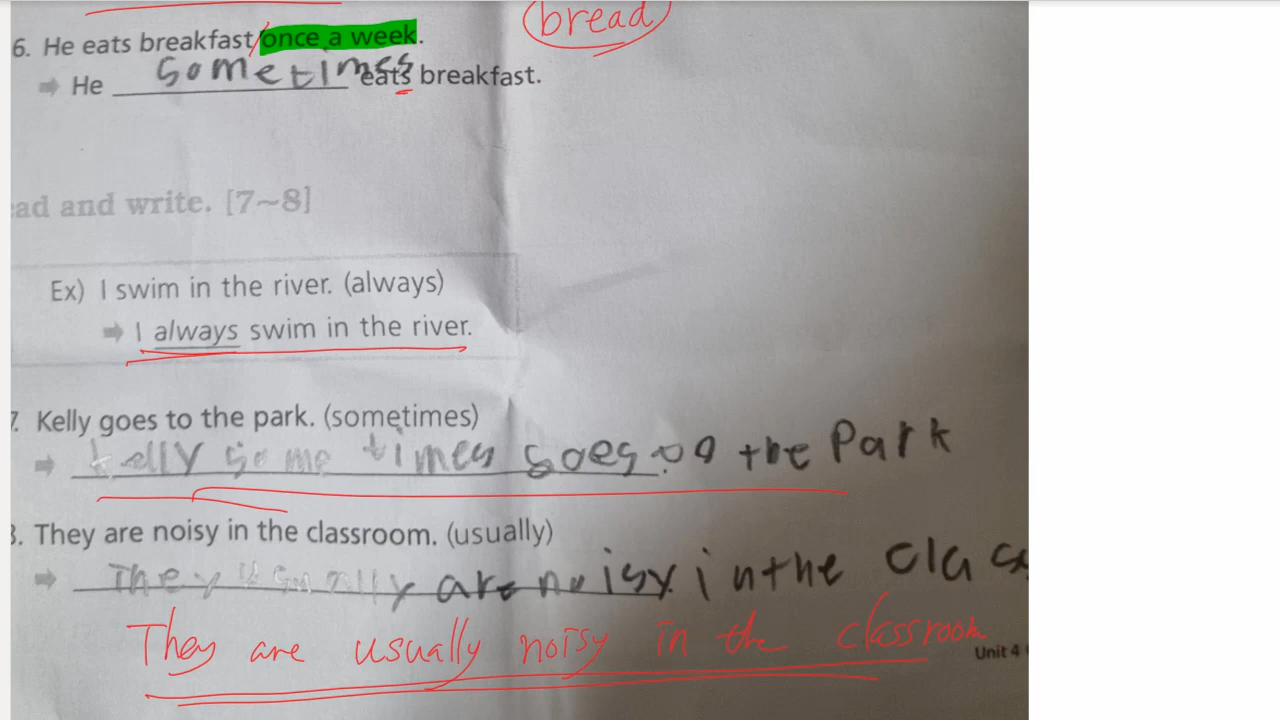 (bread)
6. He eats breakfast once a week.
➡ He sometimes eats breakfast.
ad and write. [7~8]
Ex) I swim in the river. (always)
➡ I always swim in the river.
7. Kelly goes to the park. (sometimes)
➡ kelly sometimes goes the Park
8. They are noisy in the classroom. (usually)
➡ They usually are noisy in the clas
They are usually noisy in the classroom
Unit 4